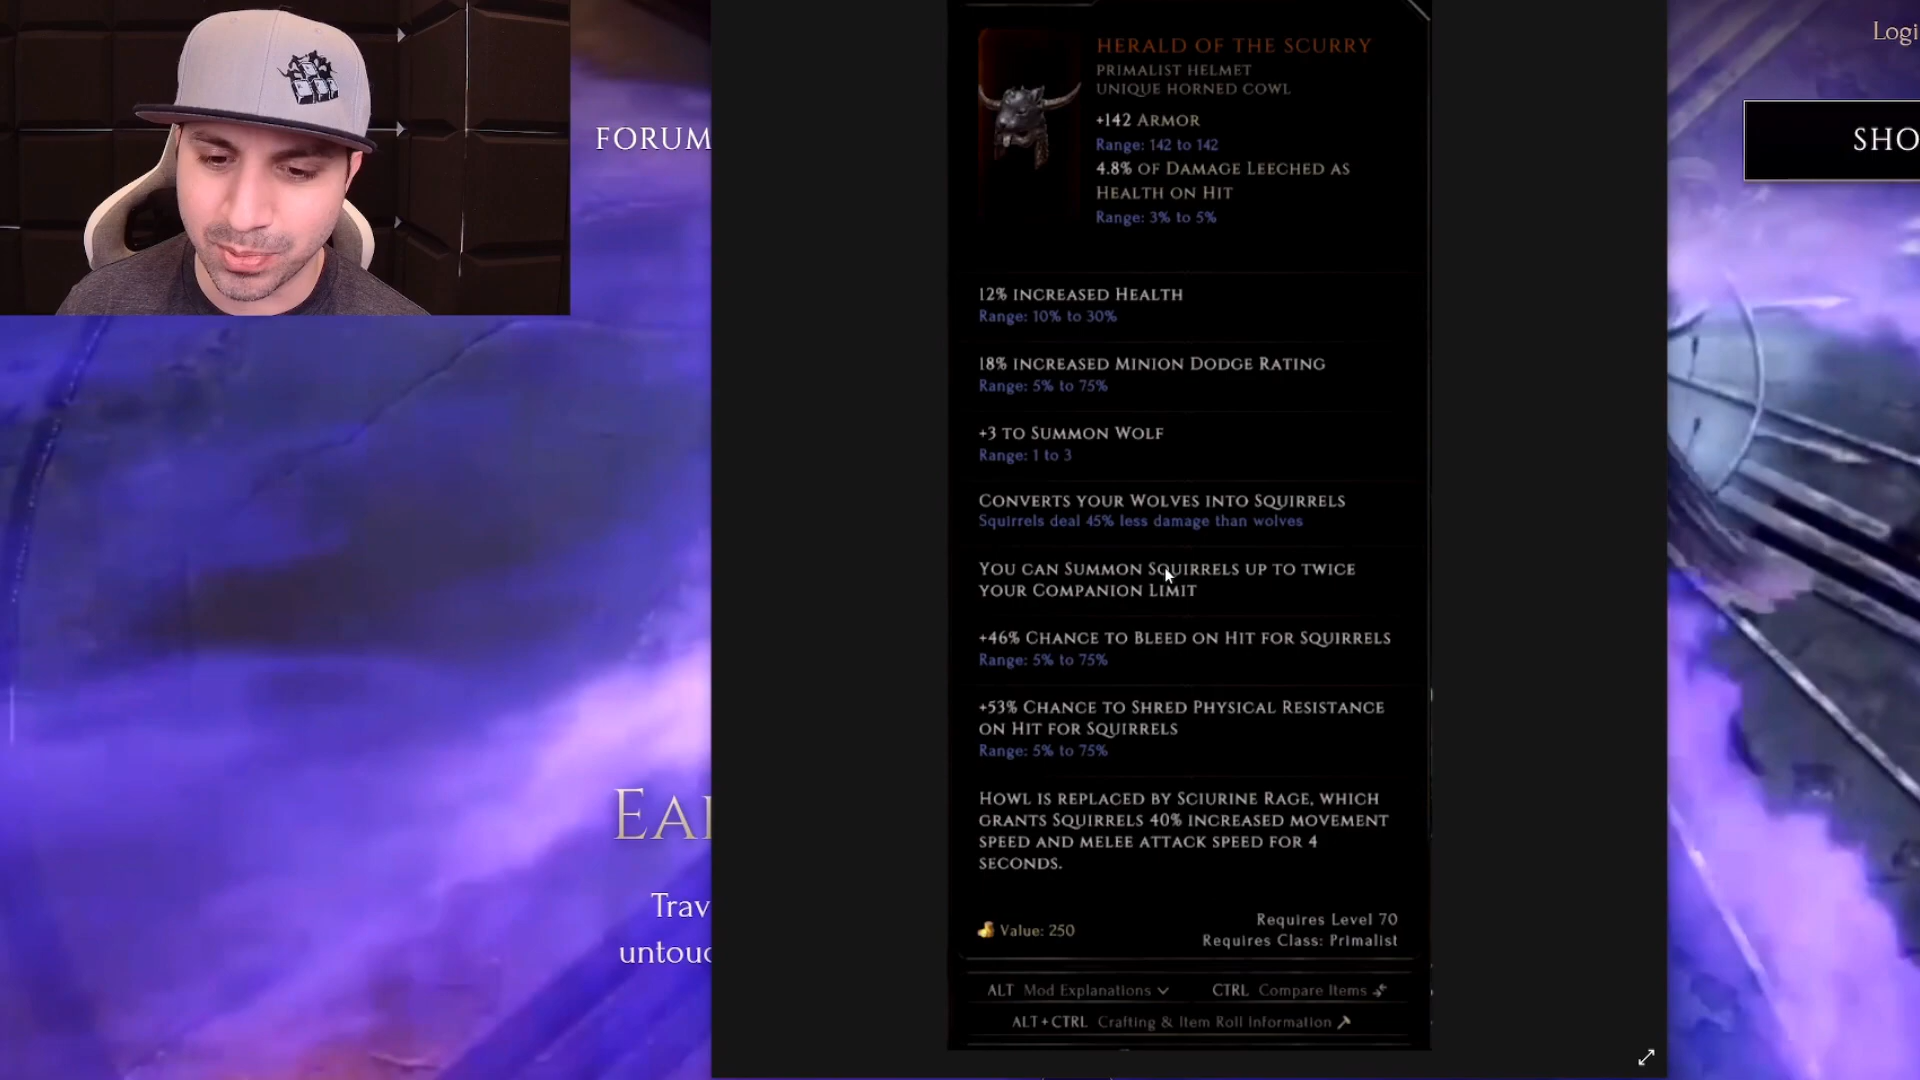 Logi
FORUM
SHO
HERALD OF THE SCURRY
PRIMALIST HELMET
UNIQUE HORNED COWL
+142 ARMOR
Range: 142 to 142
4.8% OF DAMAGE LEECHED AS
HEALTH ON HIT
Range: 3% to 5%
12% INCREASED HEALTH
Range: 10% to 30%
18% INCREASED MINION DODGE RATING
Range: 5% to 75%
+3 TO SUMMON WOLF
Range: 1 to 3
CONVERTS YOUR WOLVES INTO SQUIRRELS
Squirrels deal 45% less damage than wolves
YOU CAN SUMMON SQUIRRELS UP TO TWICE
YOUR COMPANION LIMIT
+46% CHANCE TO BLEED ON HIT FOR SQUIRRELS
Range: 5% to 75%
+53% CHANCE TO SHRED PHYSICAL RESISTANCE
ON HIT FOR SQUIRRELS
Range: 5% to 75%
HOWL IS REPLACED BY SCIURINE RAGE, WHICH
GRANTS SQUIRRELS 40% INCREASED MOVEMENT
SPEED AND MELEE ATTACK SPEED FOR 4
SECONDS.
Value: 250
Requires Level 70
Requires Class: Primalist
ALT Mod Explanations
CTRL Compare Items
ALT + CTRL Crafting & Item Roll Information
EAR
Trav
untouc